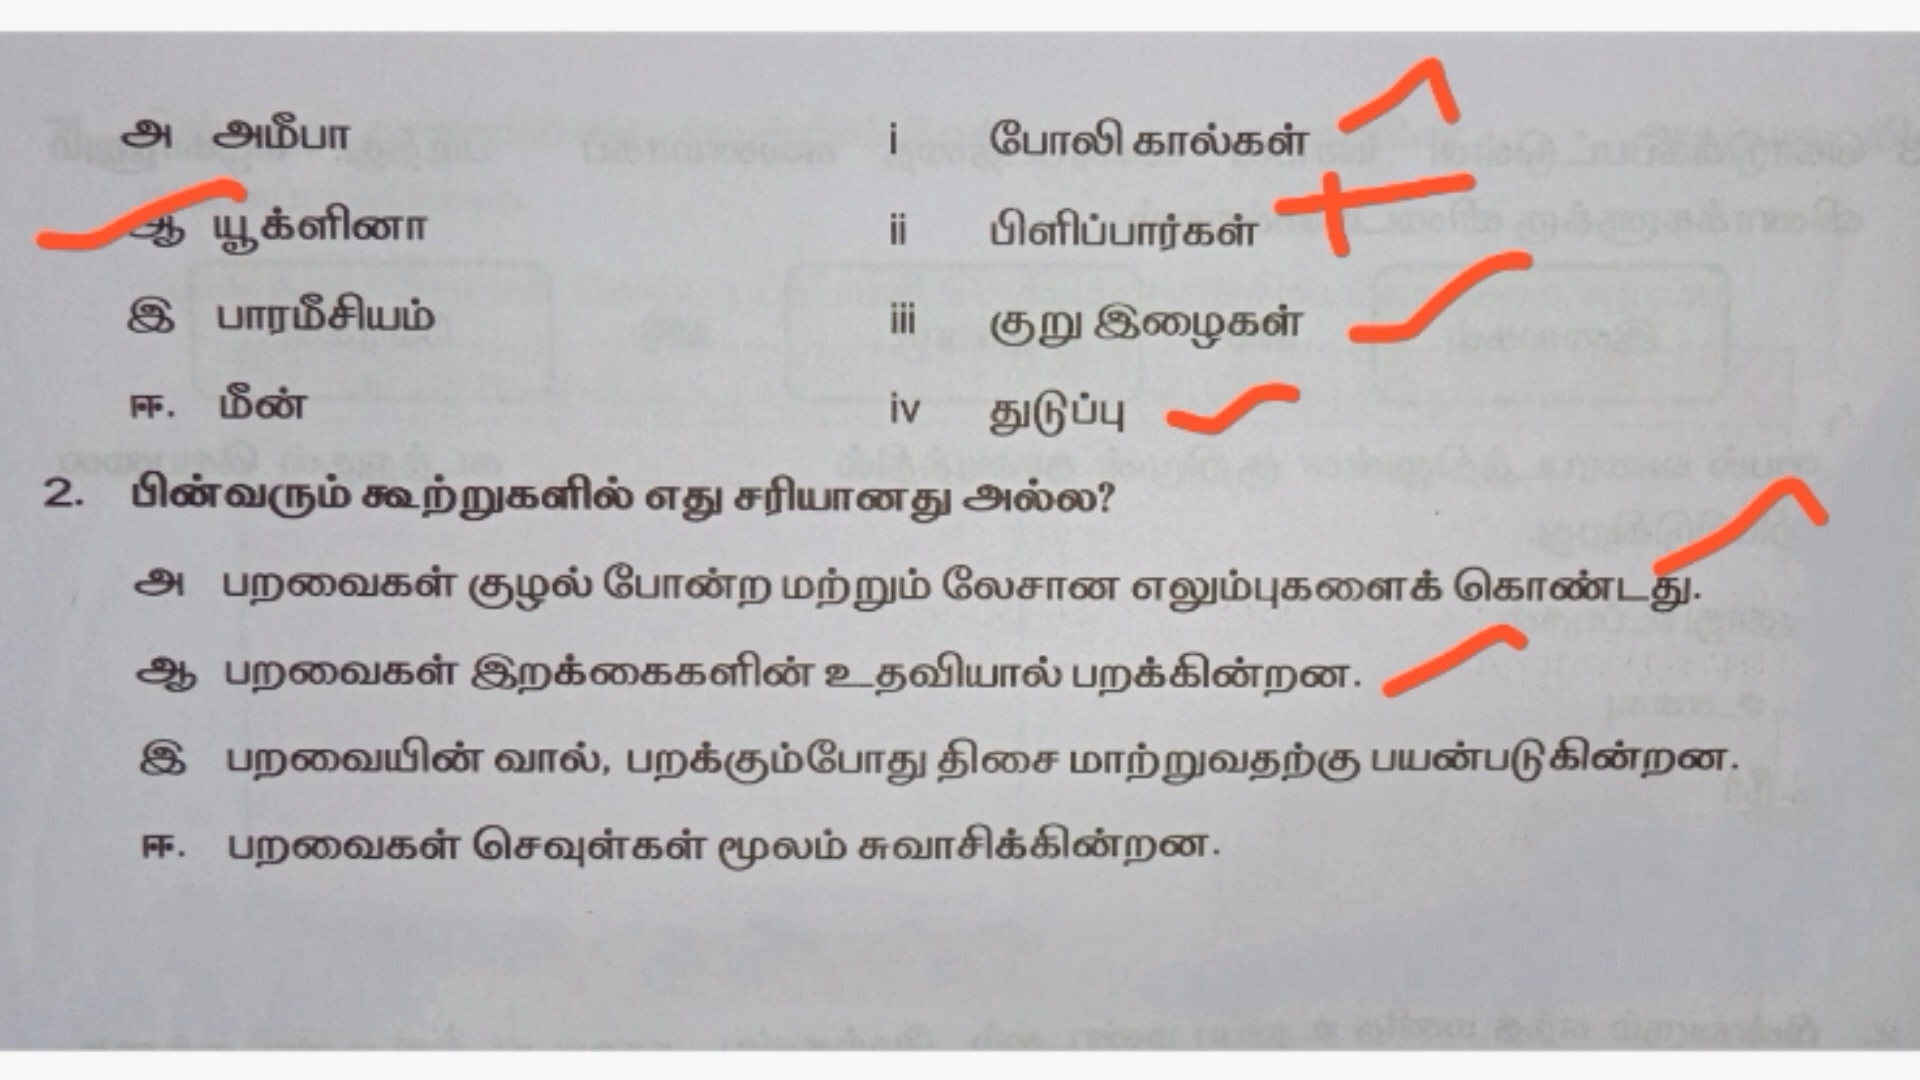 அ அமீபா i போலி கால்கள்
ஆ யூக்ளினா ii பிளிப்பார்கள்
இ பாரமீசியம் iii குறு இழைகள்
ஈ. மீன் iv துடுப்பு
2. பின்வரும் கூற்றுகளில் எது சரியானது அல்ல?
அ பறவைகள் குழல் போன்ற மற்றும் லேசான எலும்புகளைக் கொண்டது.
ஆ பறவைகள் இறக்கைகளின் உதவியால் பறக்கின்றன.
இ பறவையின் வால், பறக்கும்போது திசை மாற்றுவதற்கு பயன்படுகின்றன.
ஈ. பறவைகள் செவுள்கள் மூலம் சுவாசிக்கின்றன.